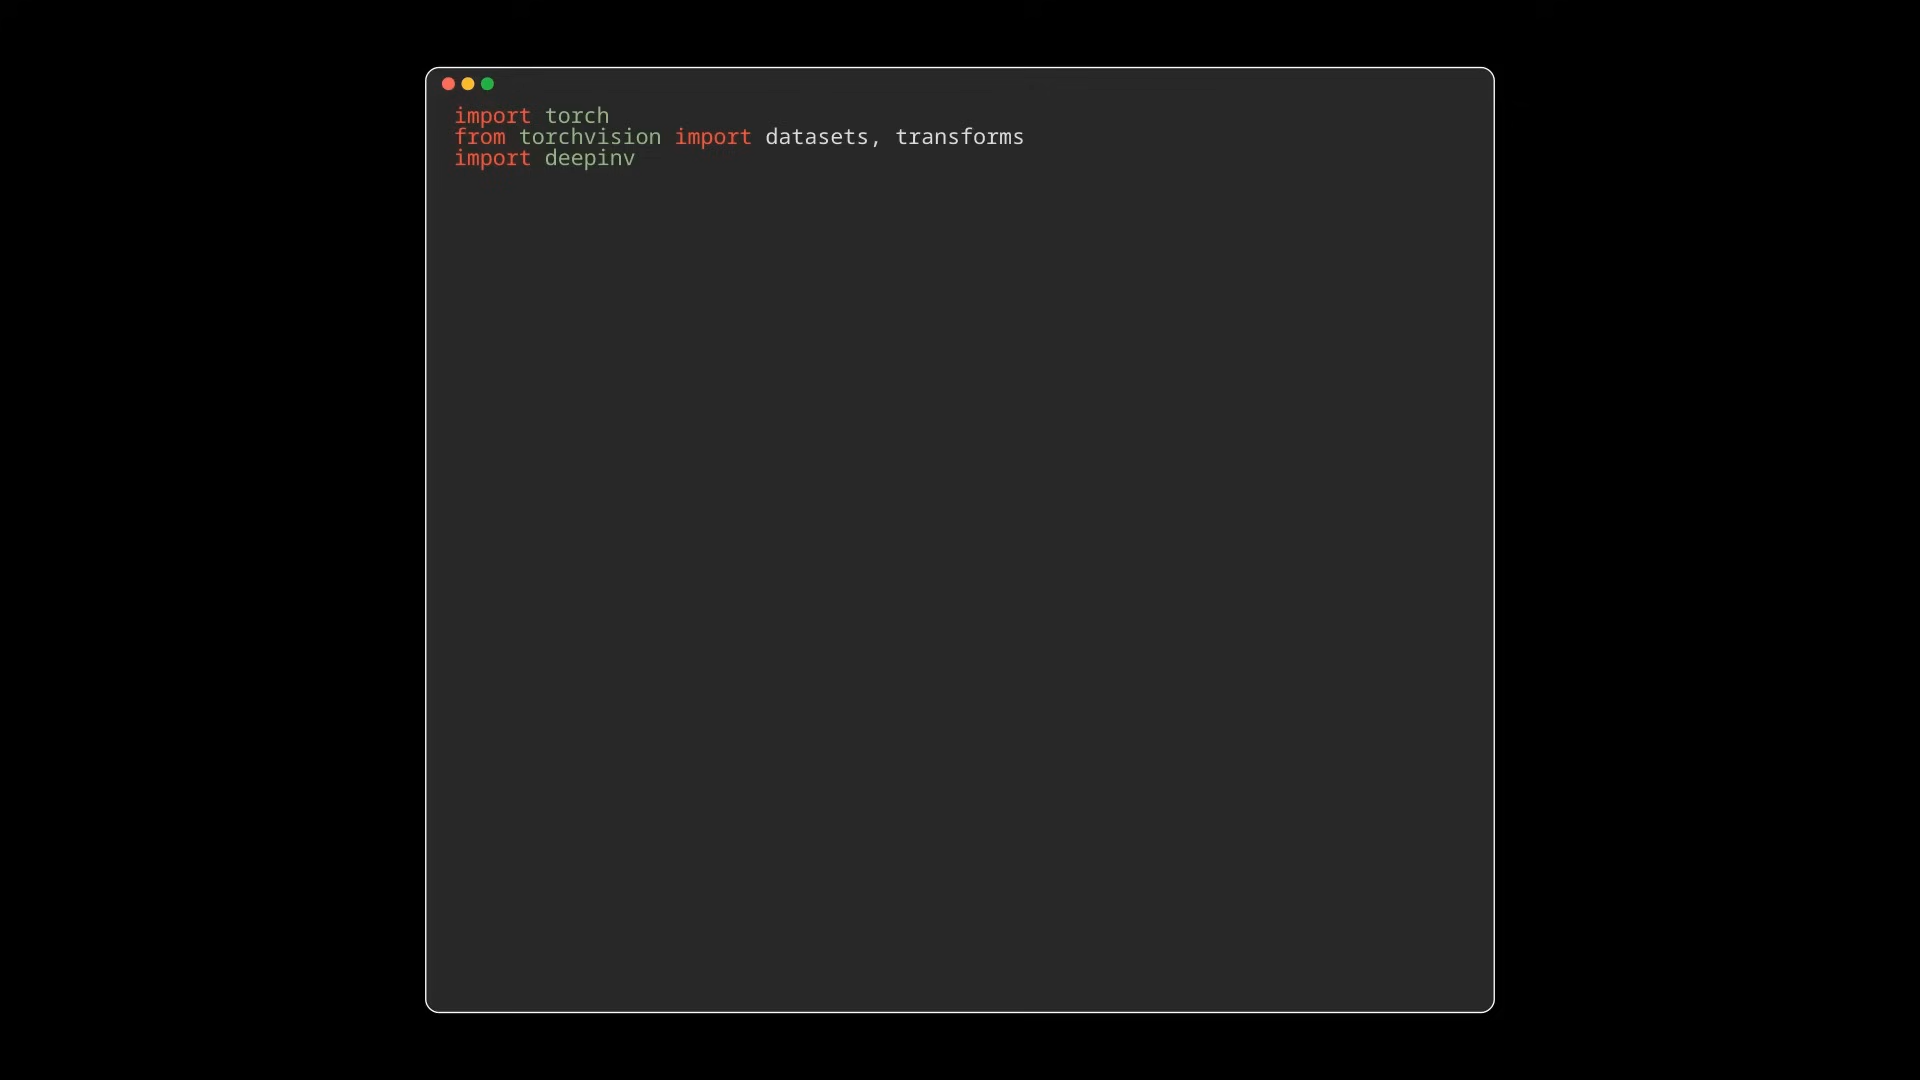 import torch
from torchvision import datasets, transforms
import deepinv